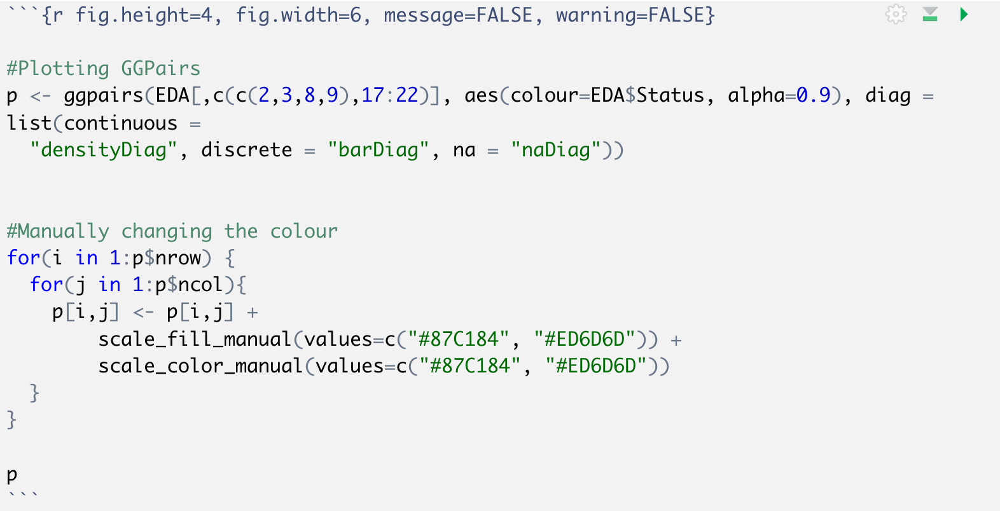 ```{r fig.height=4, fig.width=6, message=FALSE, warning=FALSE}
#Plotting GGPairs
p <- ggpairs(EDA[,c(c(2,3,8,9),17:22)], aes(colour=EDA$Status, alpha=0.9), diag =
list(continuous =
  "densityDiag", discrete = "barDiag", na = "naDiag"))
#Manually changing the colour
for(i in 1:p$nrow) {
  for(j in 1:p$ncol){
    p[i,j] <- p[i,j] +
        scale_fill_manual(values=c("#87C184", "#ED6D6D")) +
        scale_color_manual(values=c("#87C184", "#ED6D6D"))
  }
}
p
```